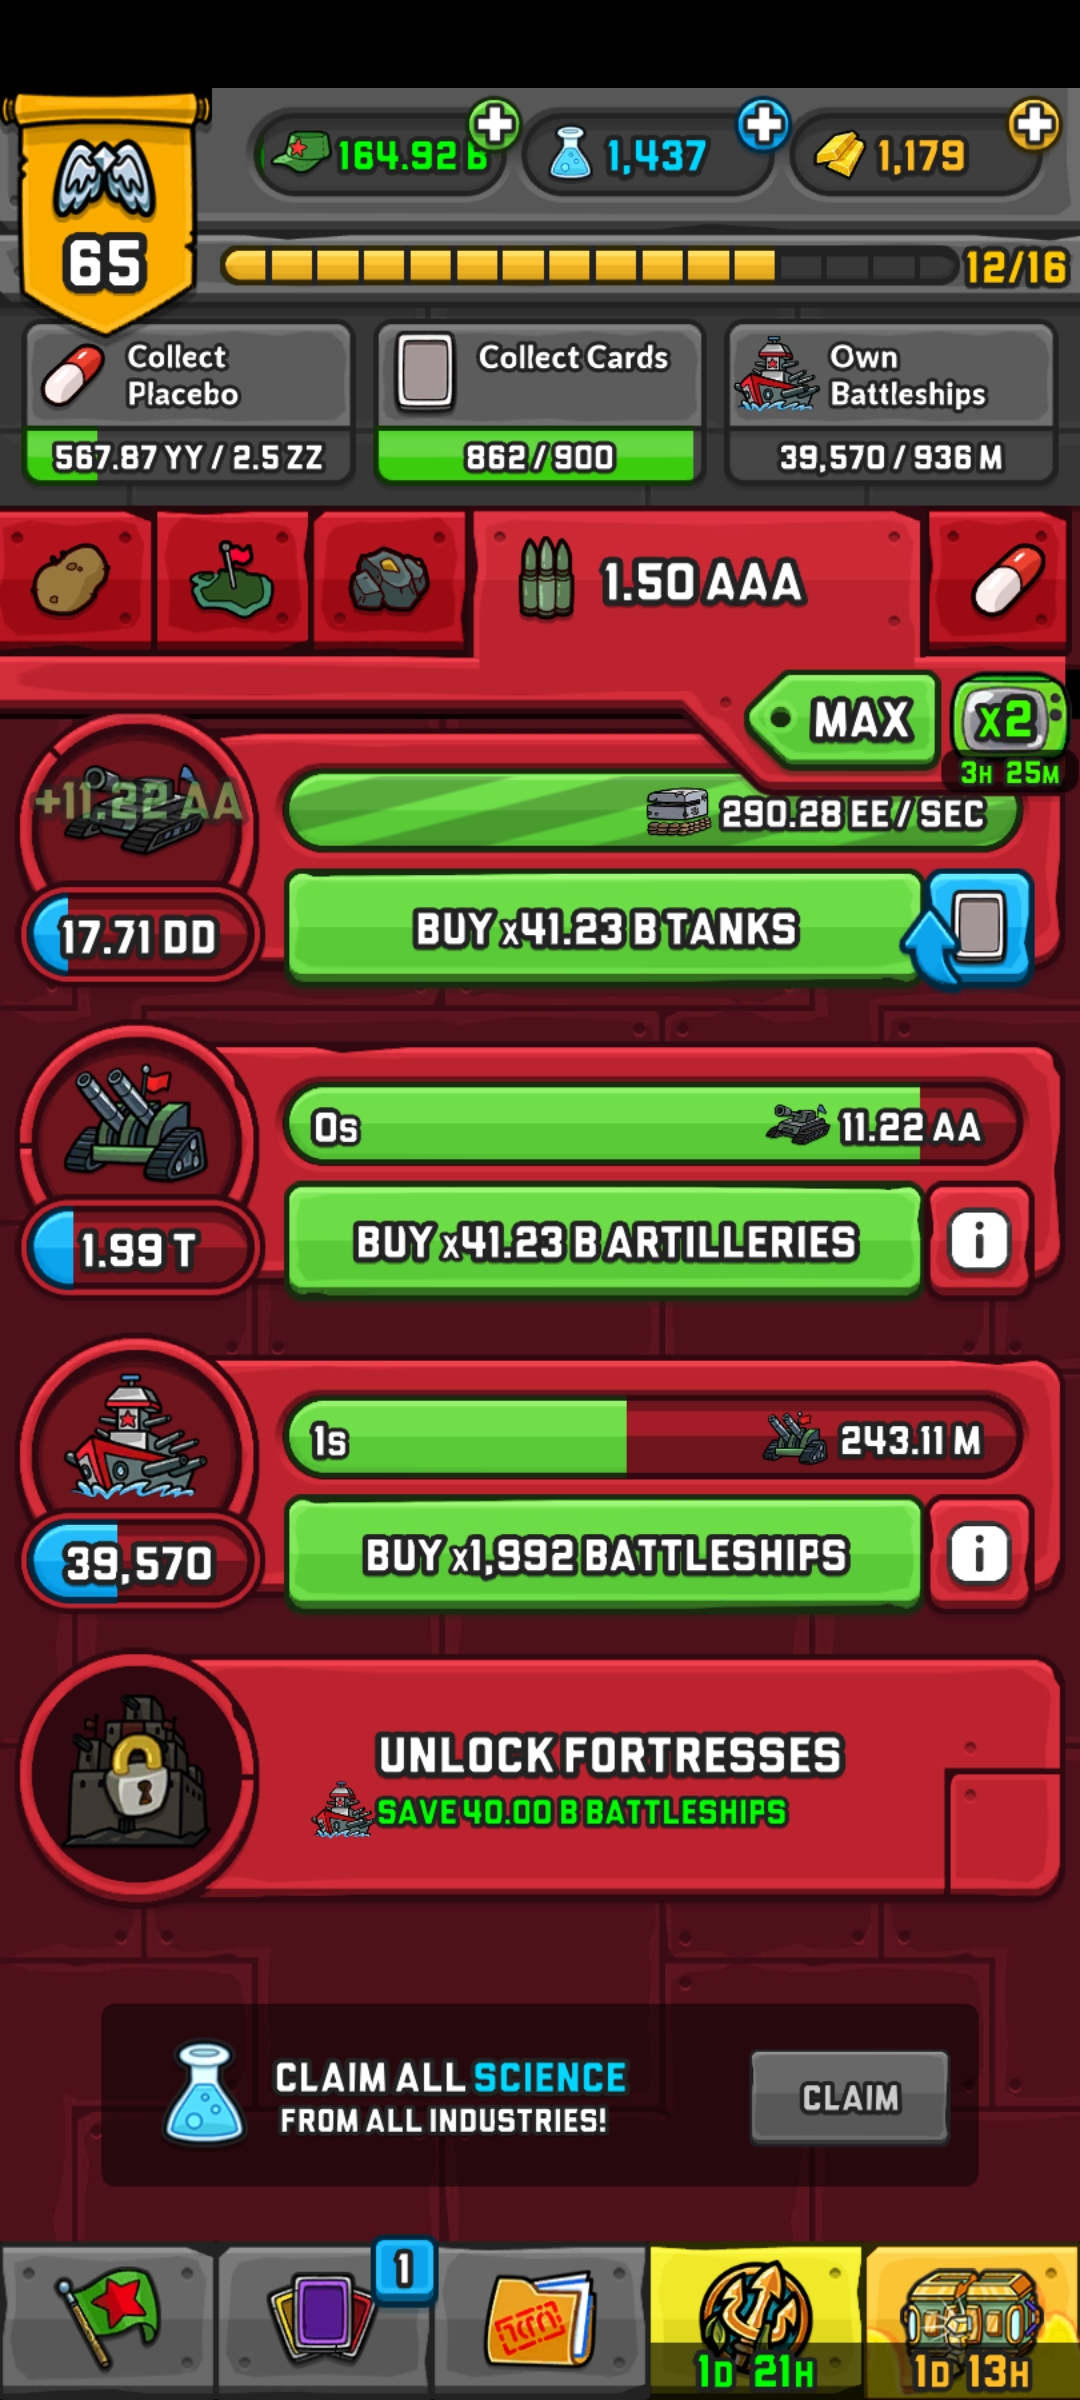 164.92 B
1,437
1,179
65
12/16
Collect
Placebo
Collect Cards
Own
Battleships
567.87 YY / 2.5 ZZ
862/900
39,570 / 936 M
1.50 AAA
MAX
x2
3H 25M
+11.22 AA
290.28 EE / SEC
17.71 DD
BUY x41.23 B TANKS
0s
11.22 AA
1.99 T
BUY x41.23 B ARTILLERIES
i
1s
243.11 M
39,570
BUY x1,992 BATTLESHIPS
i
UNLOCK FORTRESSES
SAVE 40.00 B BATTLESHIPS
CLAIM ALL SCIENCE
FROM ALL INDUSTRIES!
CLAIM
1
1D 21H
1D 13H